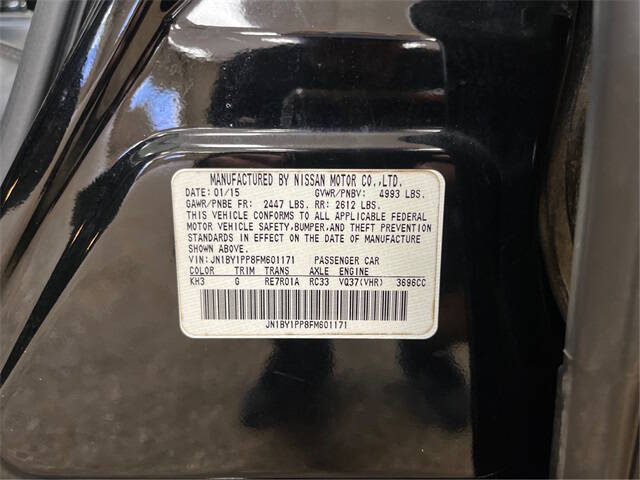 MANUFACTURED BY NISSAN MOTOR CO.,LTD.
DATE: 01/15 GVWR/PNBV: 4993 LBS.
GAWR/PNBE FR: 2447 LBS. RR: 2612 LBS.
THIS VEHICLE CONFORMS TO ALL APPLICABLE FEDERAL
MOTOR VEHICLE SAFETY,BUMPER,AND THEFT PREVENTION
STANDARDS IN EFFECT ON THE DATE OF MANUFACTURE
SHOWN ABOVE.
VIN: JN1BY1PP8FM601171 PASSENGER CAR
COLOR TRIM TRANS AXLE ENGINE
KH3 G RE7R01A RC33 VQ37(VHR) 3696CC
JN1BY1PP8FM601171